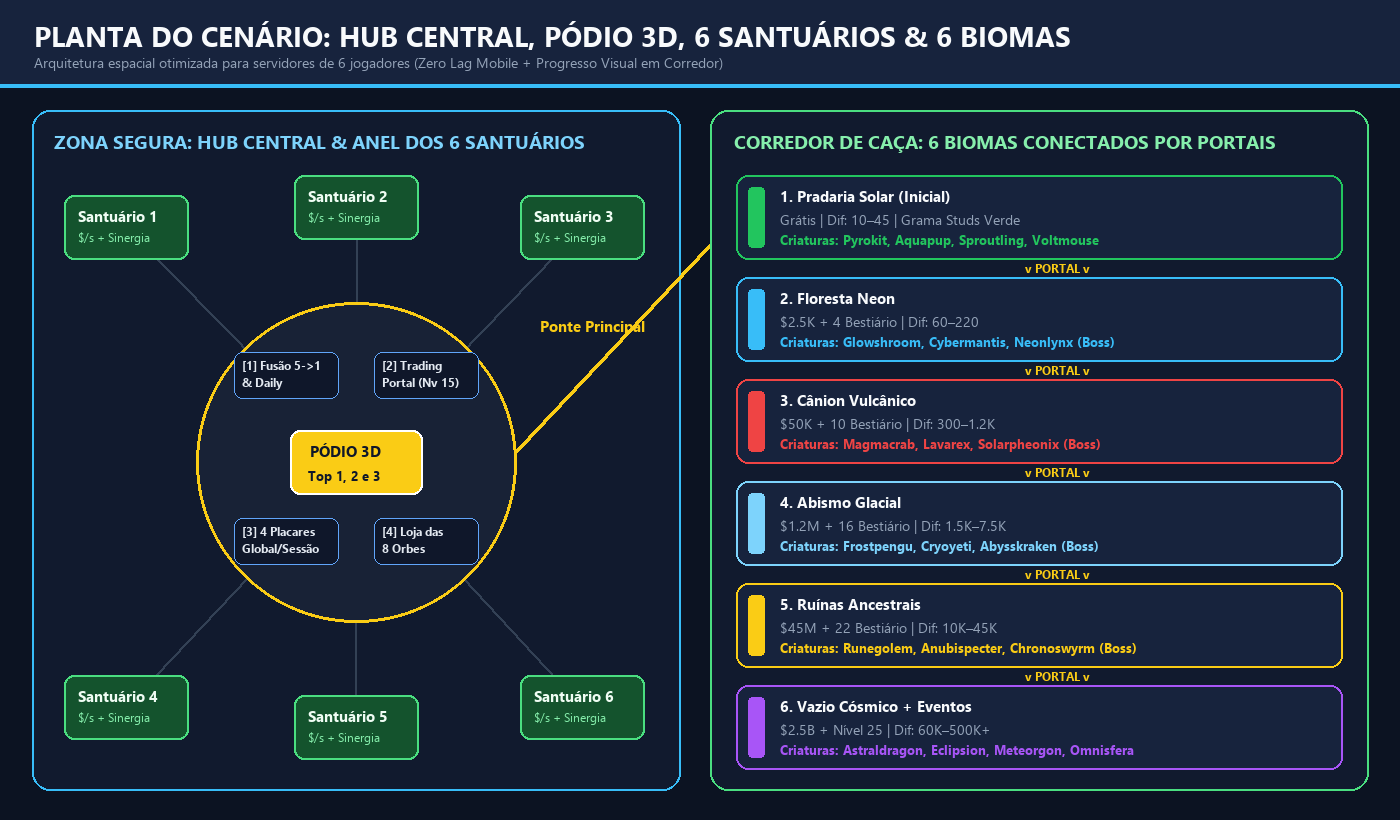 PLANTA DO CENÁRIO: HUB CENTRAL, PÓDIO 3D, 6 SANTUÁRIOS & 6 BIOMAS
Arquitetura espacial otimizada para servidores de 6 jogadores (Zero Lag Mobile + Progresso Visual em Corredor)
ZONA SEGURA: HUB CENTRAL & ANEL DOS 6 SANTUÁRIOS
Santuário 1
$/s + Sinergia
Santuário 2
$/s + Sinergia
Santuário 3
$/s + Sinergia
Ponte Principal
[1] Fusão 5->1
& Daily
[2] Trading
Portal (Nv 15)
PÓDIO 3D
Top 1, 2 e 3
[3] 4 Placares
Global/Sessão
[4] Loja das
8 Orbes
Santuário 4
$/s + Sinergia
Santuário 5
$/s + Sinergia
Santuário 6
$/s + Sinergia
CORREDOR DE CAÇA: 6 BIOMAS CONECTADOS POR PORTAIS
1. Pradaria Solar (Inicial)
Grátis | Dif: 10–45 | Grama Studs Verde
Criaturas: Pyrokit, Aquapup, Sproutling, Voltmouse
v PORTAL v
2. Floresta Neon
$2.5K + 4 Bestiário | Dif: 60–220
Criaturas: Glowshroom, Cybermantis, Neonlynx (Boss)
v PORTAL v
3. Cânion Vulcânico
$50K + 10 Bestiário | Dif: 300–1.2K
Criaturas: Magmacrab, Lavarex, Solarpheonix (Boss)
v PORTAL v
4. Abismo Glacial
$1.2M + 16 Bestiário | Dif: 1.5K–7.5K
Criaturas: Frostpengu, Cryoyeti, Abysskraken (Boss)
v PORTAL v
5. Ruínas Ancestrais
$45M + 22 Bestiário | Dif: 10K–45K
Criaturas: Runegolem, Anubispecter, Chronoswyrm (Boss)
v PORTAL v
6. Vazio Cósmico + Eventos
$2.5B + Nível 25 | Dif: 60K–500K+
Criaturas: Astraldragon, Eclipsion, Meteorgon, Omnisfera